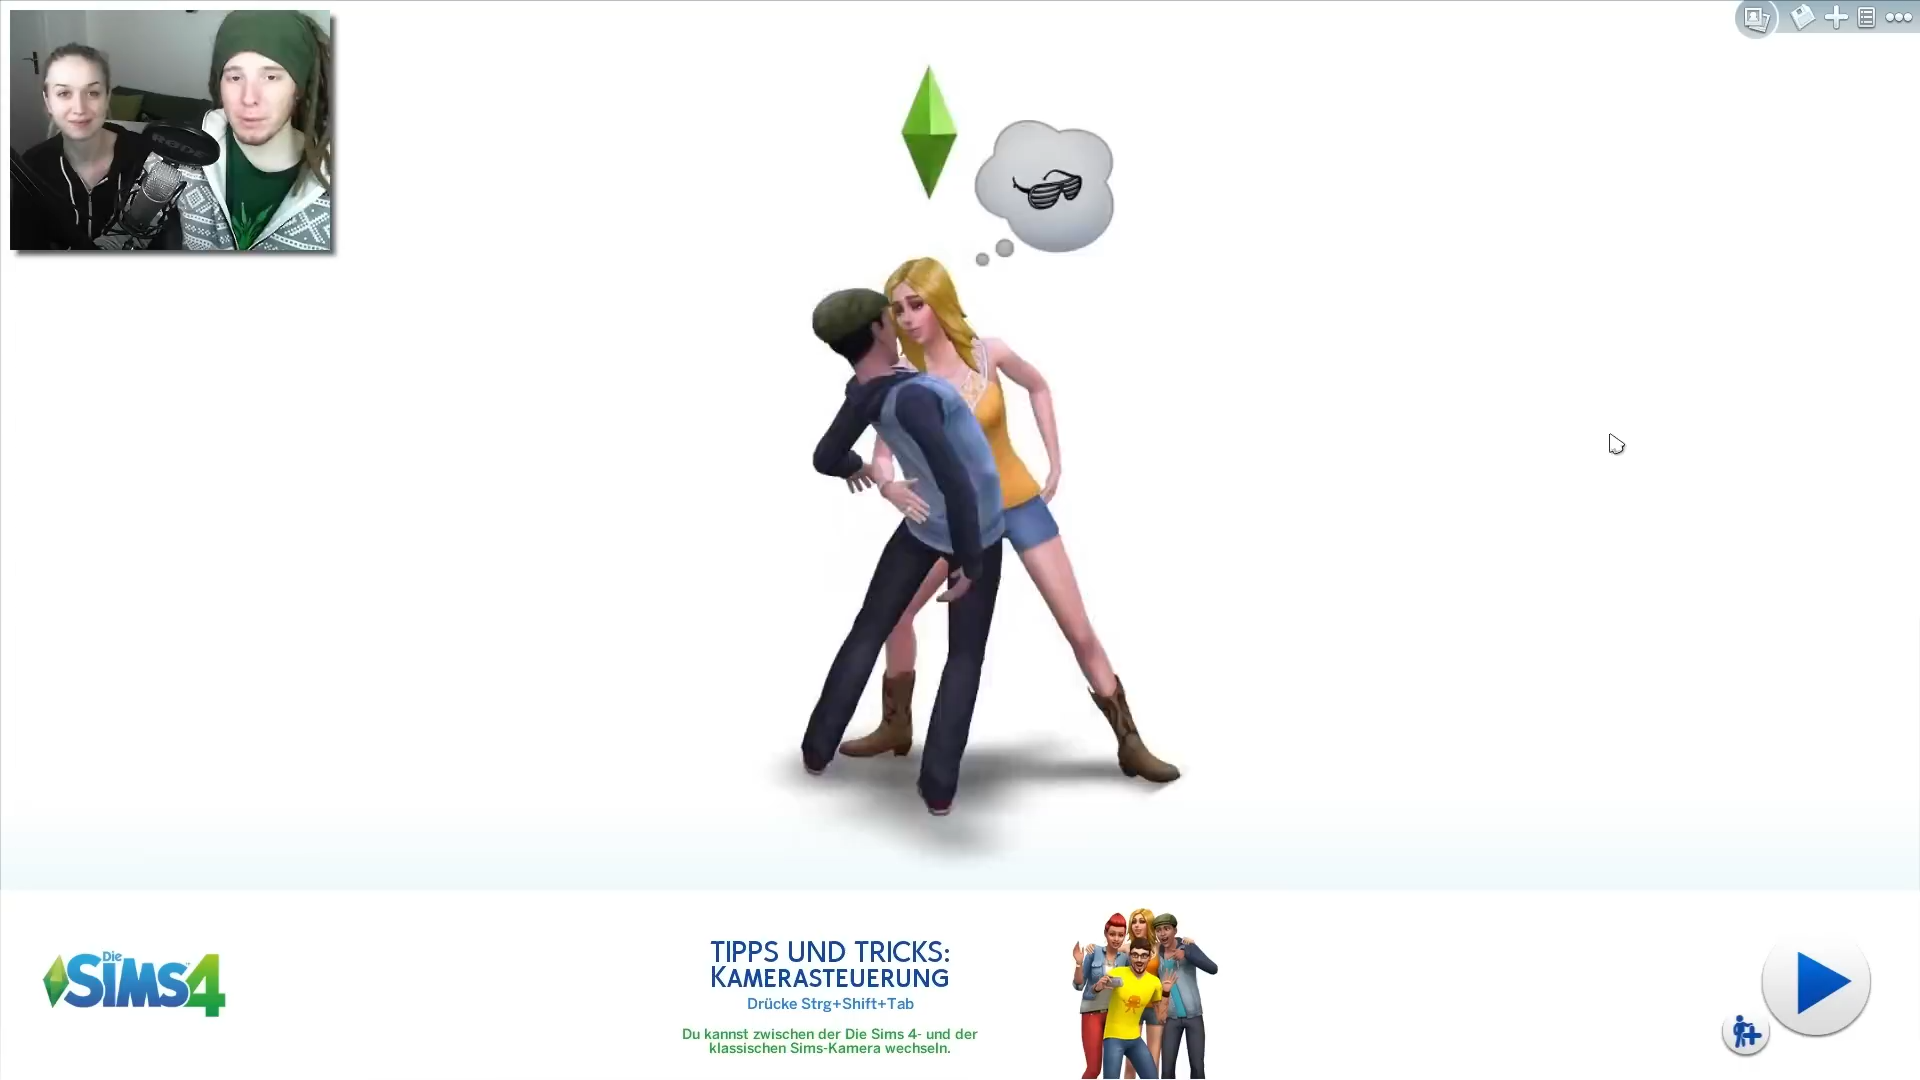 RØDE
Die
SIMS4
TIPPS UND TRICKS:
KAMERASTEUERUNG
Drücke Strg+Shift+Tab
Du kannst zwischen der Die Sims 4- und der
klassischen Sims-Kamera wechseln.